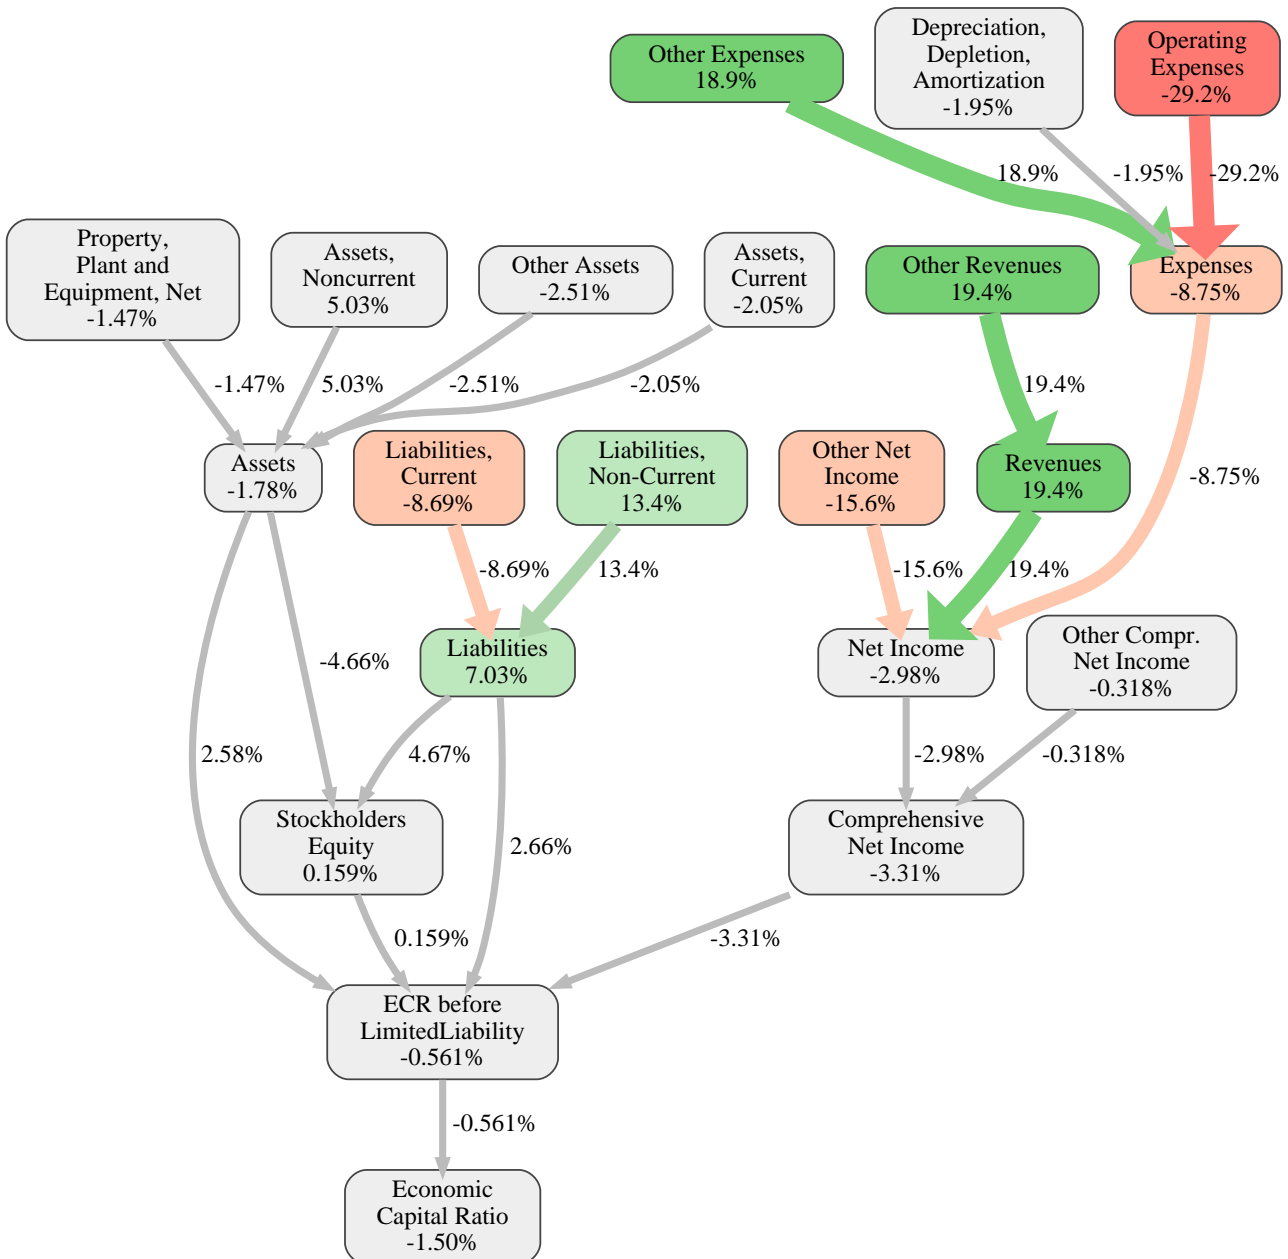 Other Expenses
18.9%
Depreciation,
Depletion,
Amortization
-1.95%
Operating
Expenses
-29.2%
18.9%
-1.95%
-29.2%
Property,
Plant and
Equipment, Net
-1.47%
Assets,
Noncurrent
5.03%
Other Assets
-2.51%
Assets,
Current
-2.05%
Other Revenues
19.4%
Expenses
-8.75%
-1.47%
5.03%
-2.51%
-2.05%
19.4%
-8.75%
Assets
-1.78%
Liabilities,
Current
-8.69%
Liabilities,
Non-Current
13.4%
Other Net
Income
-15.6%
Revenues
19.4%
-8.69%
13.4%
-15.6%
19.4%
-4.66%
Liabilities
7.03%
Net Income
-2.98%
Other Compr.
Net Income
-0.318%
2.58%
4.67%
-2.98%
-0.318%
Stockholders
Equity
0.159%
2.66%
Comprehensive
Net Income
-3.31%
0.159%
-3.31%
ECR before
LimitedLiability
-0.561%
-0.561%
Economic
Capital Ratio
-1.50%